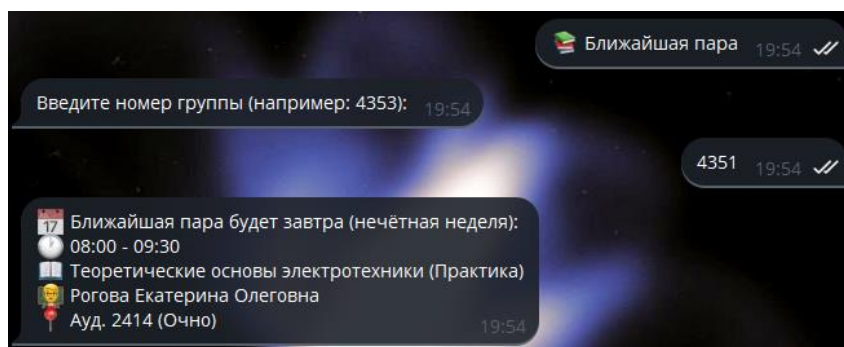 📚 Ближайшая пара 19:54
Введите номер группы (например: 4353): 19:54
4351 19:54
📅 Ближайшая пара будет завтра (нечётная неделя):
🕐 08:00 - 09:30
📖 Теоретические основы электротехники (Практика)
👩‍🏫 Рогова Екатерина Олеговна
📍 Ауд. 2414 (Очно) 19:54